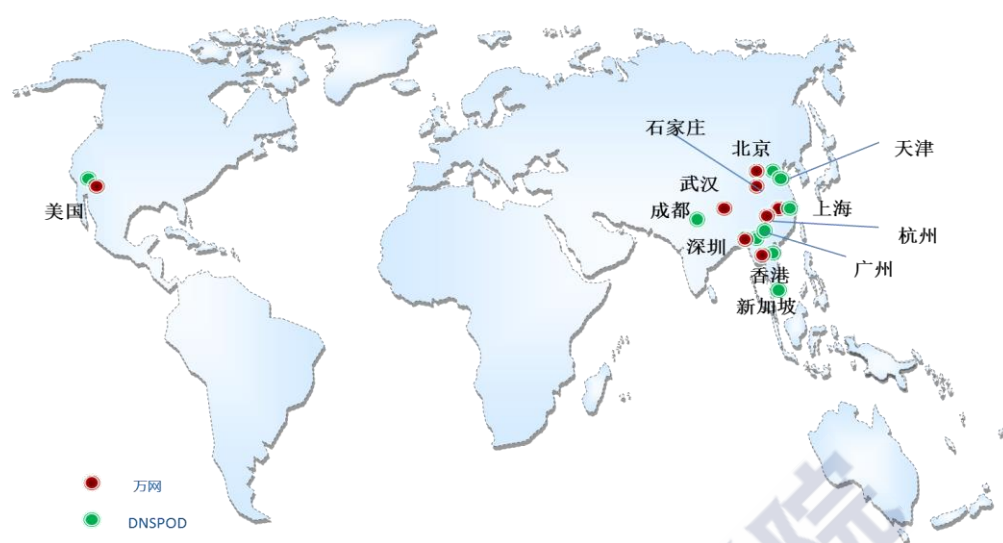 石家庄
北京
天津
武汉
成都
上海
美国
深圳
杭州
广州
香港
新加坡
万网
DNSPOD
院